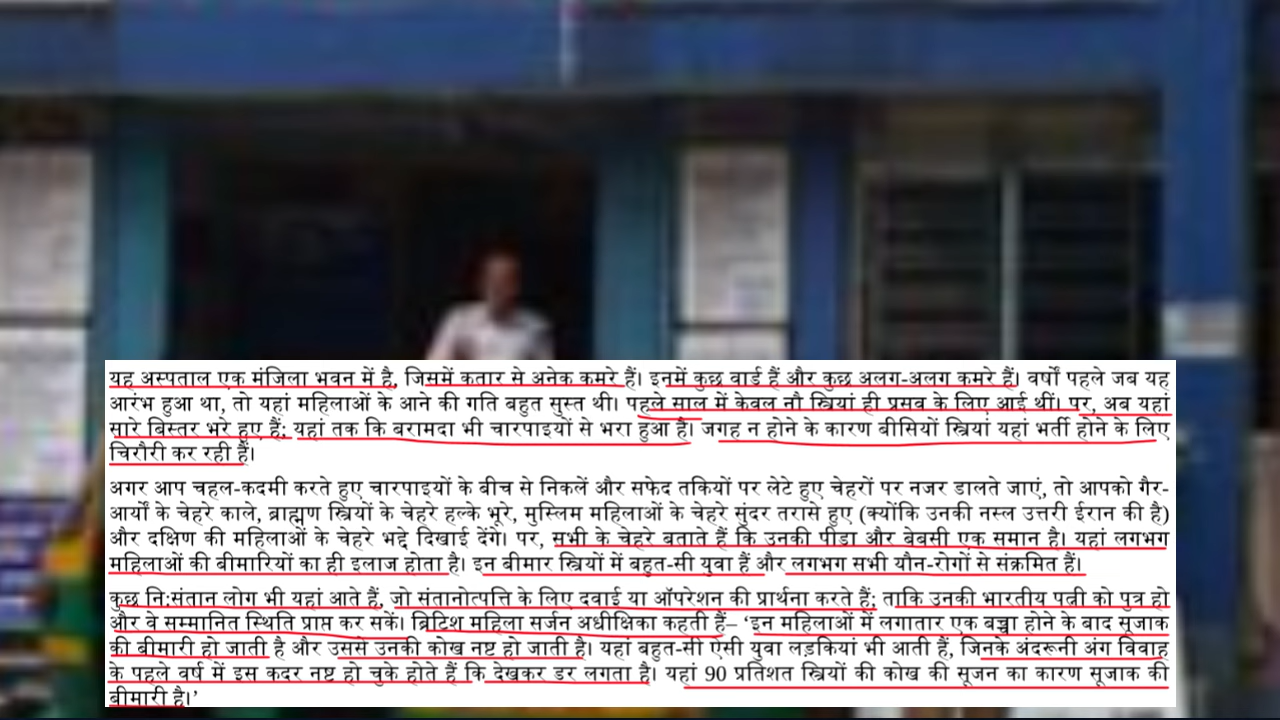 यह अस्पताल एक मंजिला भवन में है, जिसमें कतार से अनेक कमरे हैं। इनमें कुछ वार्ड हैं और कुछ अलग-अलग कमरे हैं। वर्षों पहले जब यह
आरंभ हुआ था, तो यहां महिलाओं के आने की गति बहुत सुस्त थी। पहले साल में केवल नौ स्त्रियां ही प्रसव के लिए आई थीं। पर, अब यहां
सारे बिस्तर भरे हुए हैं; यहां तक कि बरामदा भी चारपाइयों से भरा हुआ है। जगह न होने के कारण बीसियों स्त्रियां यहां भर्ती होने के लिए
चिरौरी कर रही हैं।
अगर आप चहल-कदमी करते हुए चारपाइयों के बीच से निकलें और सफेद तकियों पर लेटे हुए चेहरों पर नजर डालते जाएं, तो आपको गैर-
आर्यों के चेहरे काले, ब्राह्मण स्त्रियों के चेहरे हल्के भूरे, मुस्लिम महिलाओं के चेहरे सुंदर तरासे हुए (क्योंकि उनकी नस्ल उत्तरी ईरान की है)
और दक्षिण की महिलाओं के चेहरे भद्दे दिखाई देंगे। पर, सभी के चेहरे बताते हैं कि उनकी पीडा और बेबसी एक समान है। यहां लगभग
महिलाओं की बीमारियों का ही इलाज होता है। इन बीमार स्त्रियों में बहुत-सी युवा हैं और लगभग सभी यौन-रोगों से संक्रमित हैं।
कुछ नि:संतान लोग भी यहां आते हैं, जो संतानोत्पत्ति के लिए दवाई या ऑपरेशन की प्रार्थना करते हैं; ताकि उनकी भारतीय पत्नी को पुत्र हो
और वे सम्मानित स्थिति प्राप्त कर सकें। ब्रिटिश महिला सर्जन अधीक्षिका कहती हैं– ‘इन महिलाओं में लगातार एक बच्चा होने के बाद सूजाक
की बीमारी हो जाती है और उससे उनकी कोख नष्ट हो जाती है। यहां बहुत-सी ऐसी युवा लड़कियां भी आती हैं, जिनके अंदरूनी अंग विवाह
के पहले वर्ष में इस कदर नष्ट हो चुके होते हैं कि देखकर डर लगता है। यहां 90 प्रतिशत स्त्रियों की कोख की सूजन का कारण सूजाक की
बीमारी है।’